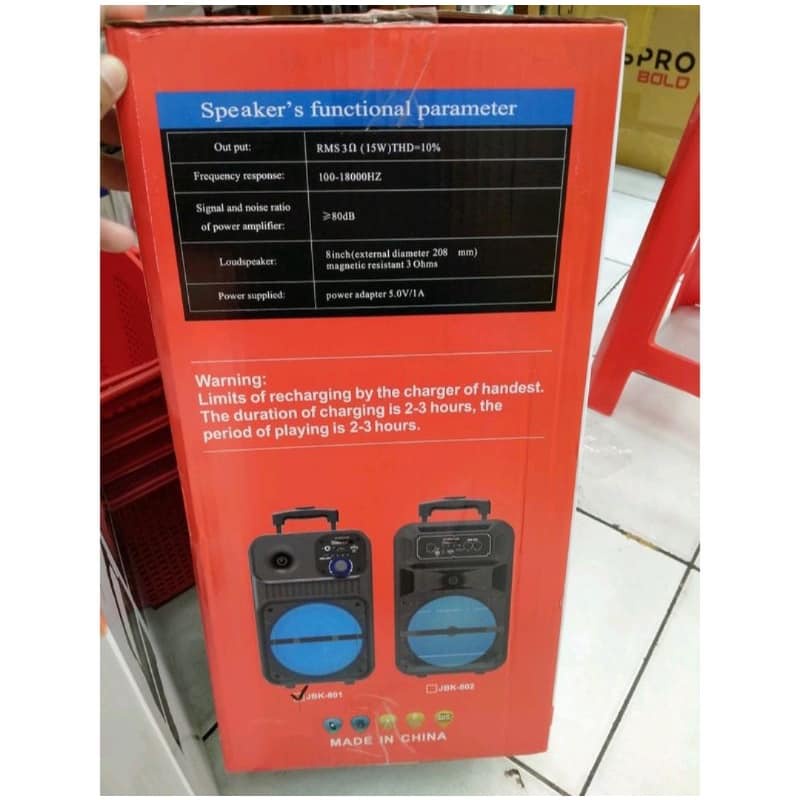 PRO
BOLD
Speaker's functional parameter
Out put: RMS 3Ω (15W)THD=10%
Frequency response: 100-18000HZ
Signal and noise ratio
of power amplifier: ≥80dB
Loudspeaker: 8inch(external diameter 208 mm)
magnetic resistant 3 Ohms
Power supplied: power adapter 5.0V/1A
Warning:
Limits of recharging by the charger of handest.
The duration of charging is 2-3 hours, the
period of playing is 2-3 hours.
JBK-801
JBK-802
MADE IN CHINA